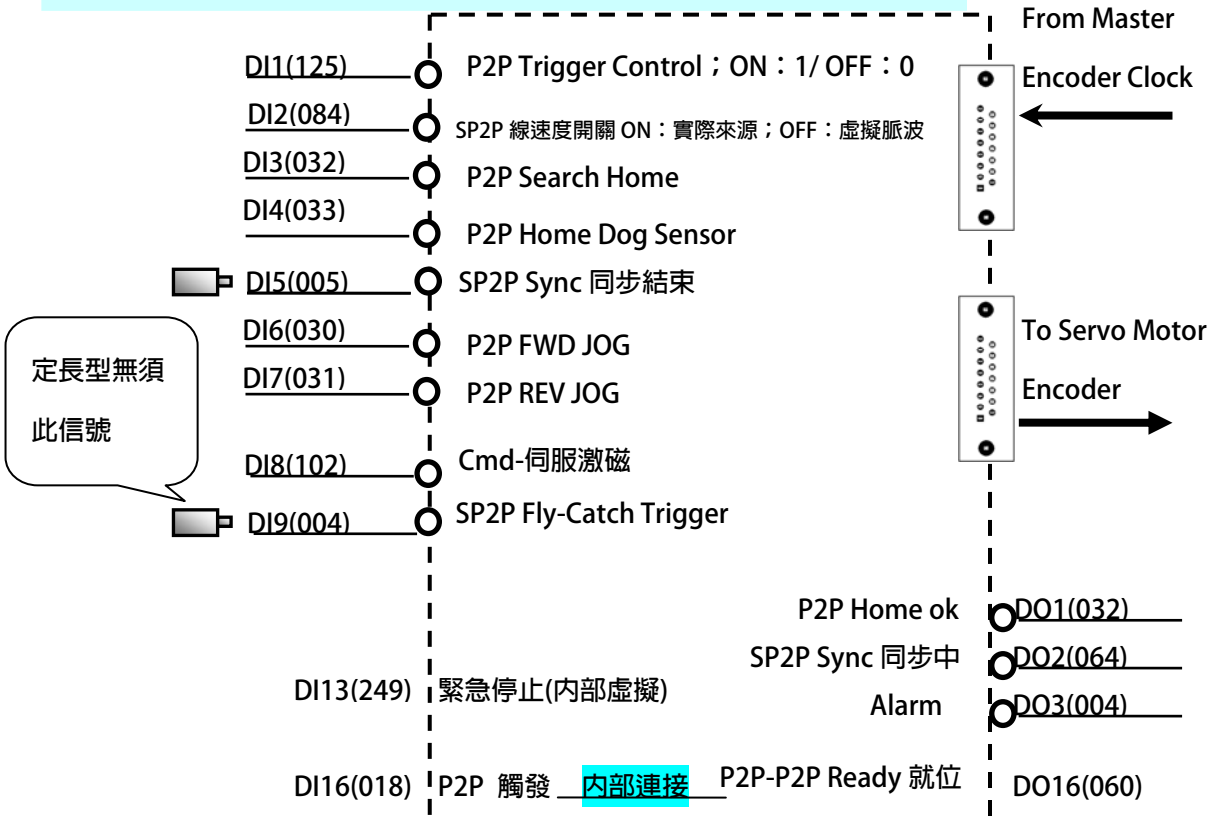 From Master
DI1(125) P2P Trigger Control；ON：1/ OFF：0
Encoder Clock
DI2(084) SP2P 線速度開關 ON：實際來源；OFF：虛擬脈波
DI3(032) P2P Search Home
DI4(033) P2P Home Dog Sensor
DI5(005) SP2P Sync 同步結束
DI6(030) P2P FWD JOG
To Servo Motor
定長型無須
此信號
DI7(031) P2P REV JOG
Encoder
DI8(102) Cmd-伺服激磁
DI9(004) SP2P Fly-Catch Trigger
P2P Home ok DO1(032)
SP2P Sync 同步中 DO2(064)
DI13(249) 緊急停止(内部虛擬)
Alarm DO3(004)
DI16(018) P2P 觸發 内部連接 P2P-P2P Ready 就位 DO16(060)